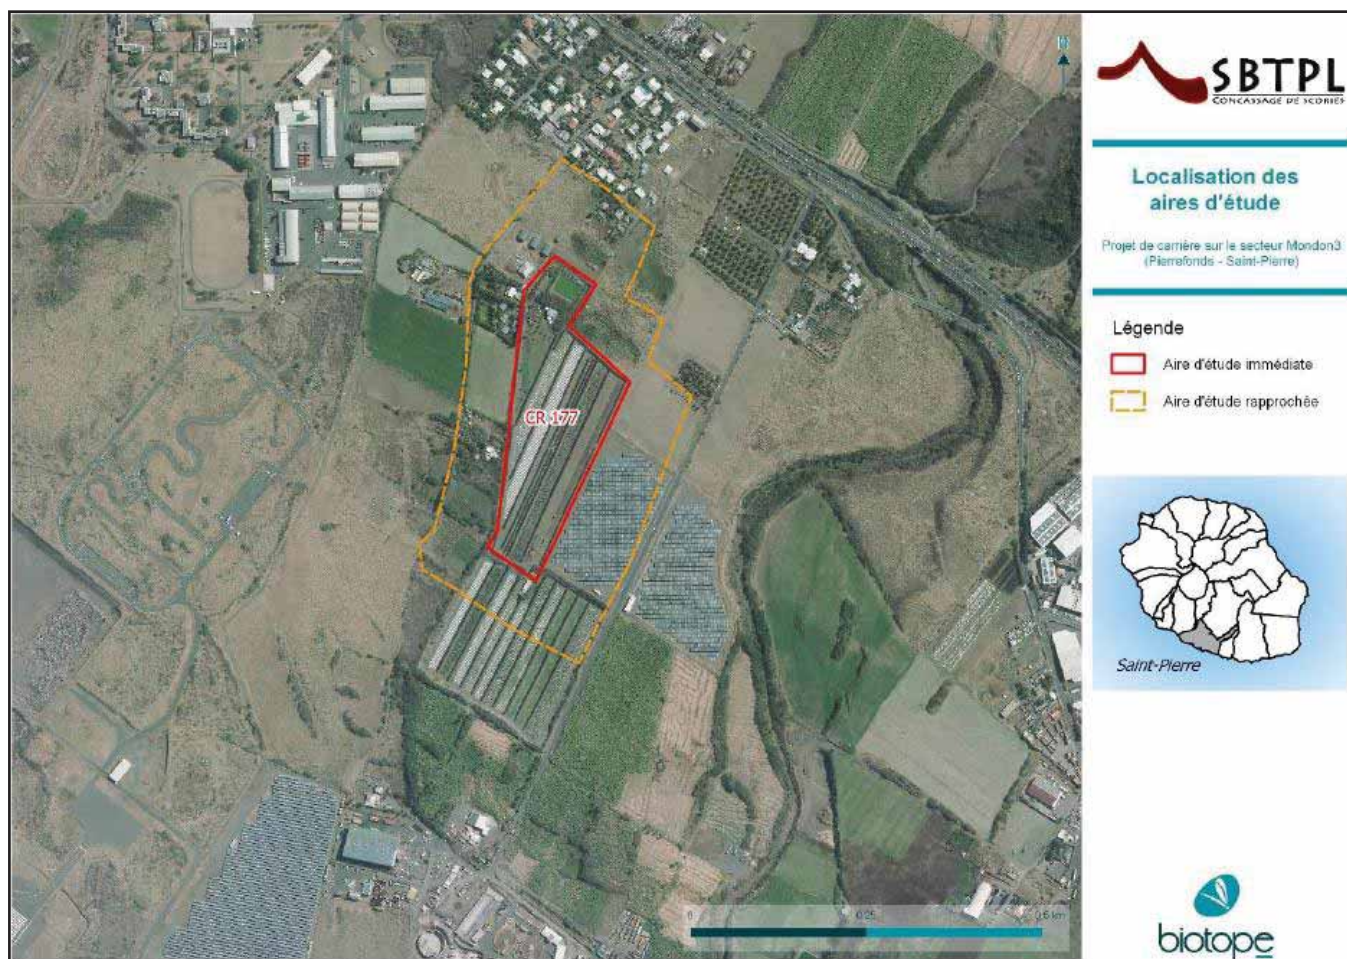 N
SBTPL
CONCASSAGE DE SCORIES
Localisation des
aires d'étude
Projet de carrière sur le secteur Mondon3
(Pierrefonds - Saint-Pierre)
Légende
Aire d'étude immédiate
Aire d'étude rapprochée
CR 177
Saint-Pierre
0 0,25 0,5 km
biotope